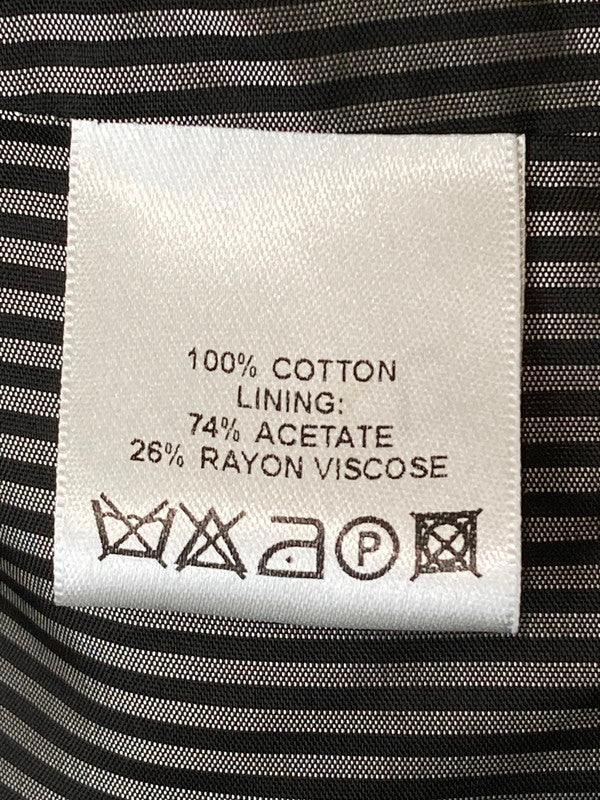 100% COTTON
LINING:
74% ACETATE
26% RAYON VISCOSE
P